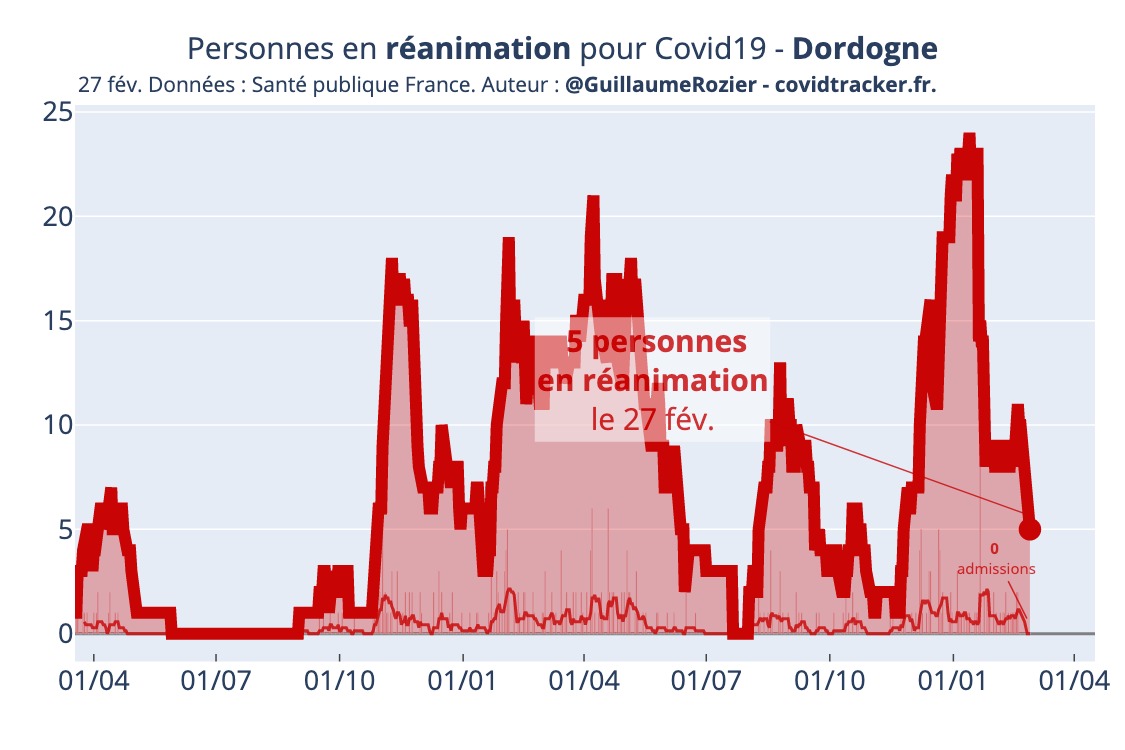 Personnes en réanimation pour Covid19 - Dordogne
27 fév. Données : Santé publique France. Auteur : @GuillaumeRozier - covidtracker.fr.
25
20
15
10
5
0
5 personnes
en réanimation
le 27 fév.
0
admissions
01/04
01/07
01/10
01/01
01/04
01/07
01/10
01/01
01/04